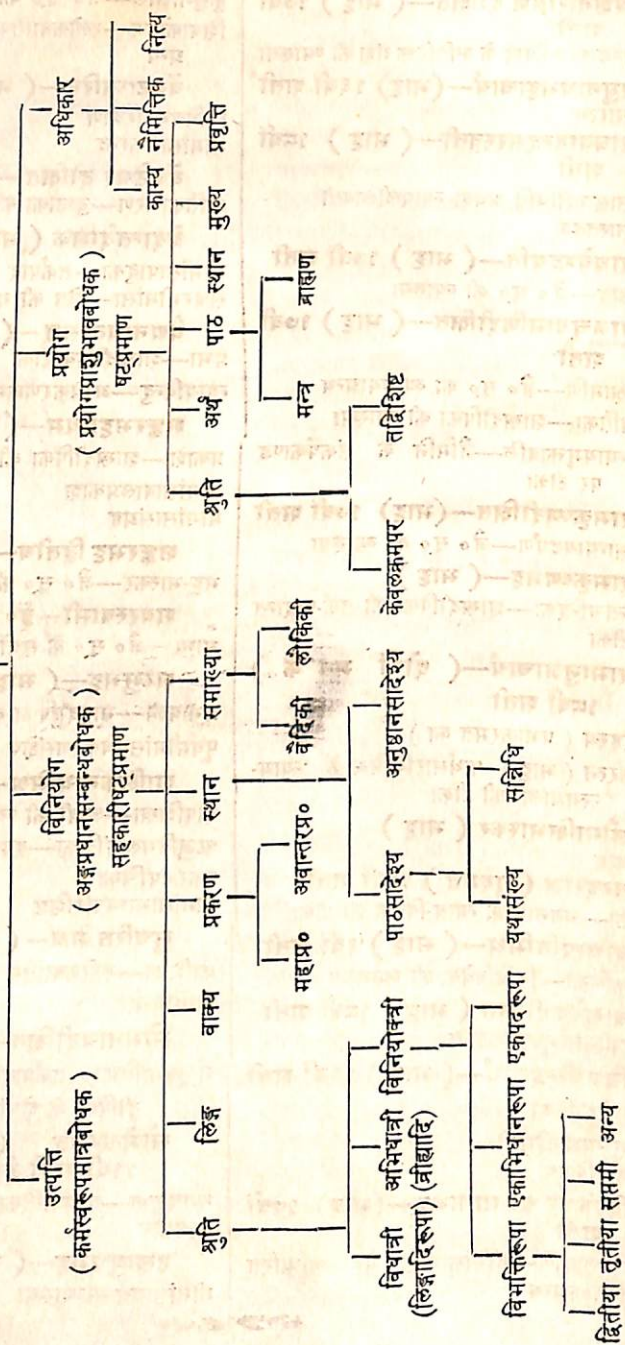 उत्पत्ति विनियोग प्रयोग अधिकार
( कर्मस्वरूपमात्रबोधक ) ( अङ्गप्रधानसम्बन्धबोधक ) ( प्रयोगप्राशुभावबोधक )
सहकारीषट्प्रमाण षट्प्रमाण काम्य नैमित्तिक नित्य
श्रुति लिङ्ग वाक्य प्रकरण स्थान समाख्या श्रुति अर्थ पाठ स्थान मुख्य प्रवृत्ति
महाप्र० अवान्तरप्र० वैदिकी लौकिकी मन्त्र ब्राह्मण
केवलक्रमपर तद्विशिष्ट
विधात्री अभिधात्री विनियोक्त्री पाठसादेश्य अनुष्ठानसादेश्य
(लिङादिरूपा) (व्रीह्यादि)
यथासंख्य सन्निधि
विभक्तिरूपा एकाभिधानरूपा एकपदरूपा
द्वितीया तृतीया सप्तमी अन्य